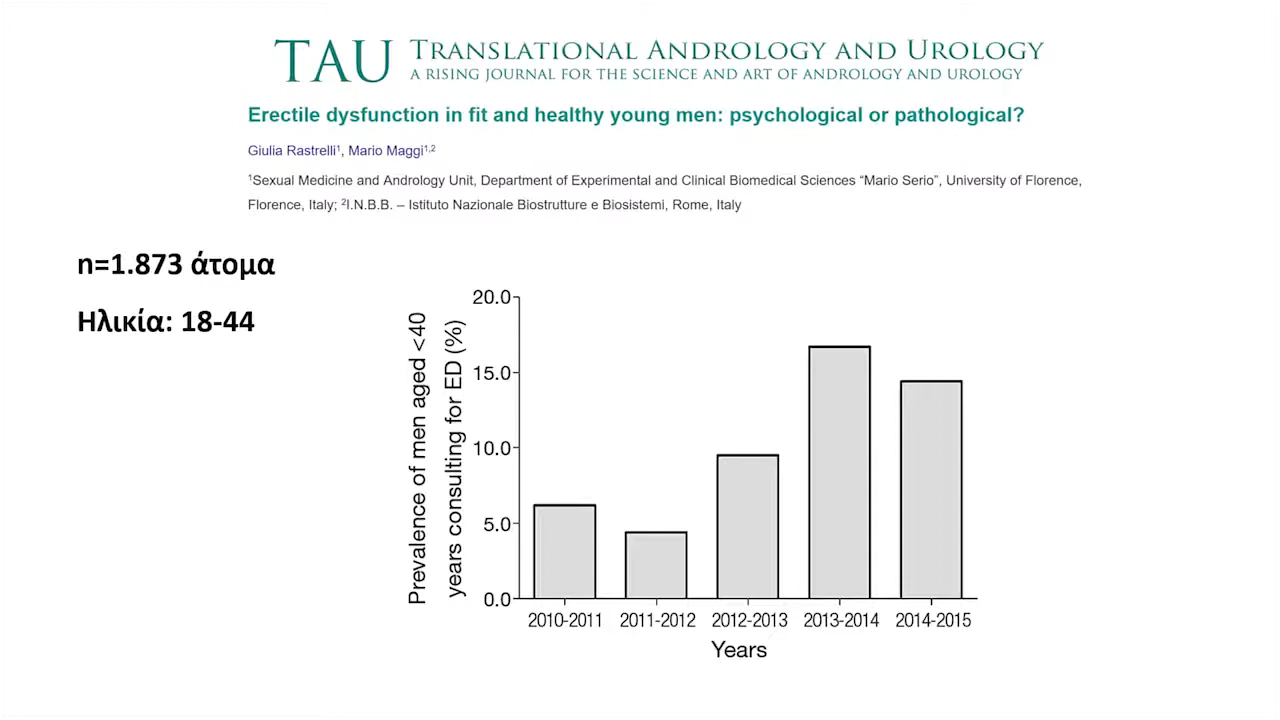 TAU TRANSLATIONAL ANDROLOGY AND UROLOGY
A RISING JOURNAL FOR THE SCIENCE AND ART OF ANDROLOGY AND UROLOGY
Erectile dysfunction in fit and healthy young men: psychological or pathological?
Giulia Rastrelli¹, Mario Maggi¹,²
¹Sexual Medicine and Andrology Unit, Department of Experimental and Clinical Biomedical Sciences “Mario Serio”, University of Florence,
Florence, Italy; ²I.N.B.B. – Istituto Nazionale Biostrutture e Biosistemi, Rome, Italy
n=1.873 άτομα
Ηλικία: 18-44
Prevalence of men aged <40
years consulting for ED (%)
20.0
15.0
10.0
5.0
0.0
2010-2011 2011-2012 2012-2013 2013-2014 2014-2015
Years